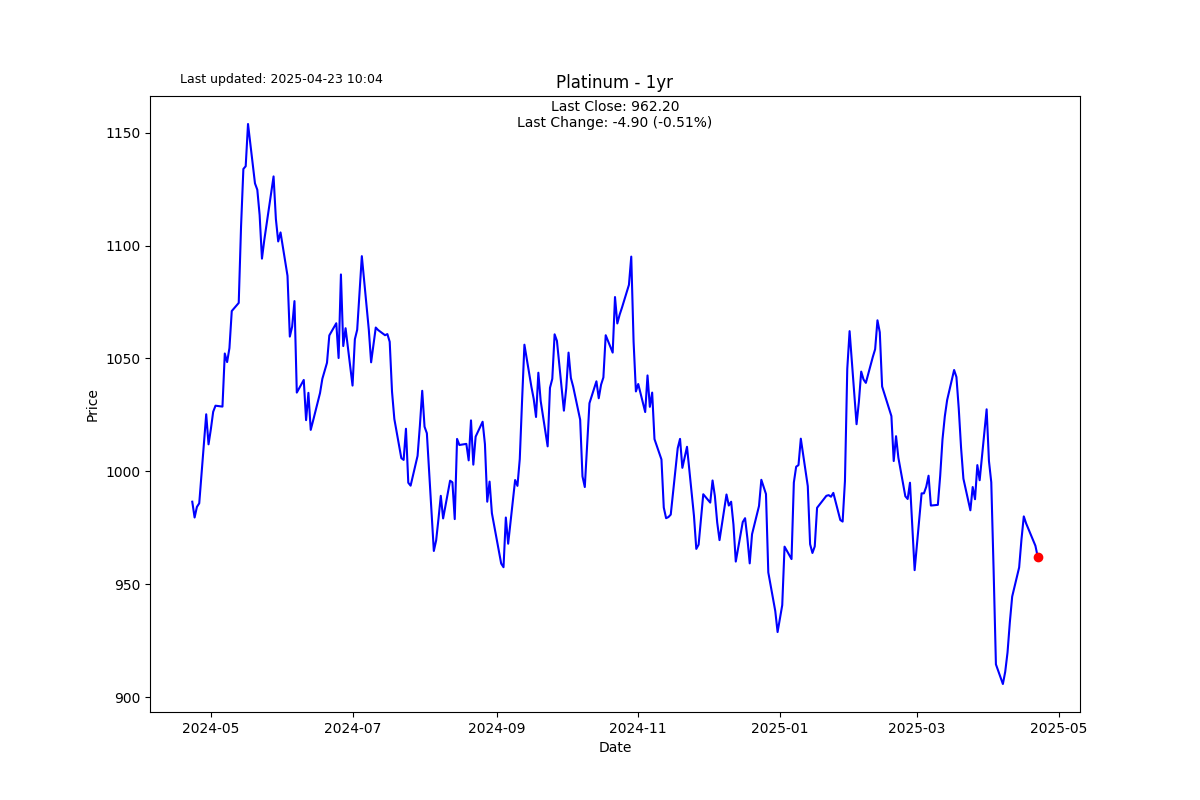 Last updated: 2025-04-23 10:04
Platinum - 1yr
Last Close: 962.20
Last Change: -4.90 (-0.51%)
1150
1100
1050
1000
950
900
Price
2024-05
2024-07
2024-09
2024-11
2025-01
2025-03
2025-05
Date